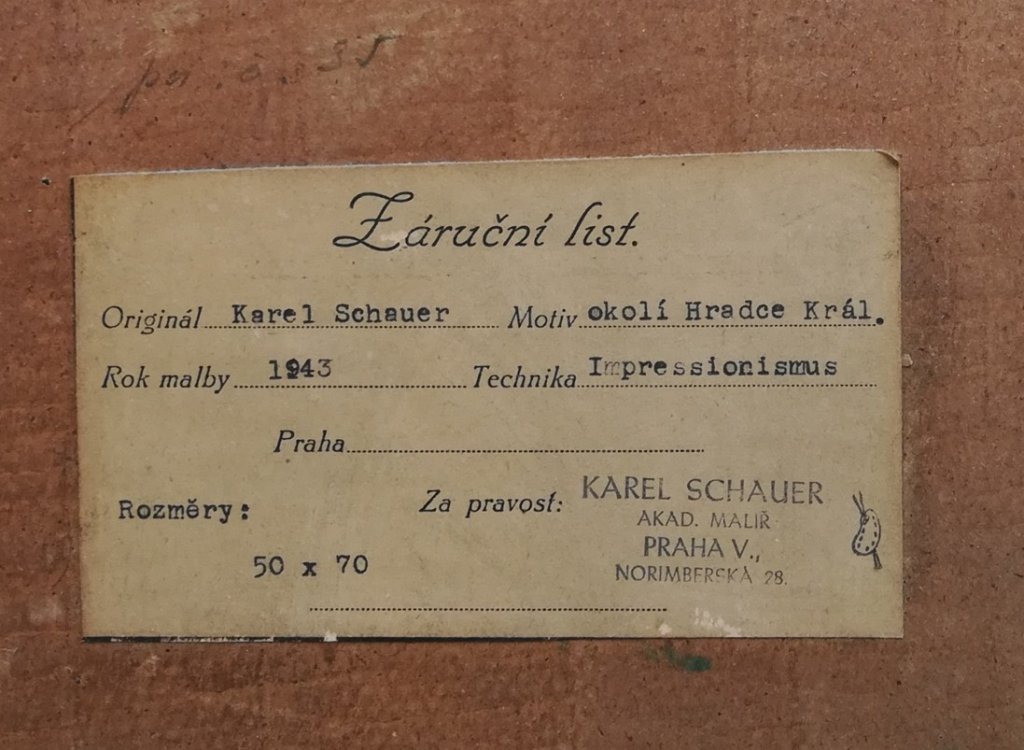 Záruční list.
Originál Karel Schauer Motiv okolí Hradce Král.
Rok malby 1943 Technika Impressionismus
Praha
Rozměry: Za pravost: KAREL SCHAUER
AKAD. MALIŘ
PRAHA V.,
50 x 70 NORIMBERSKÁ 28.